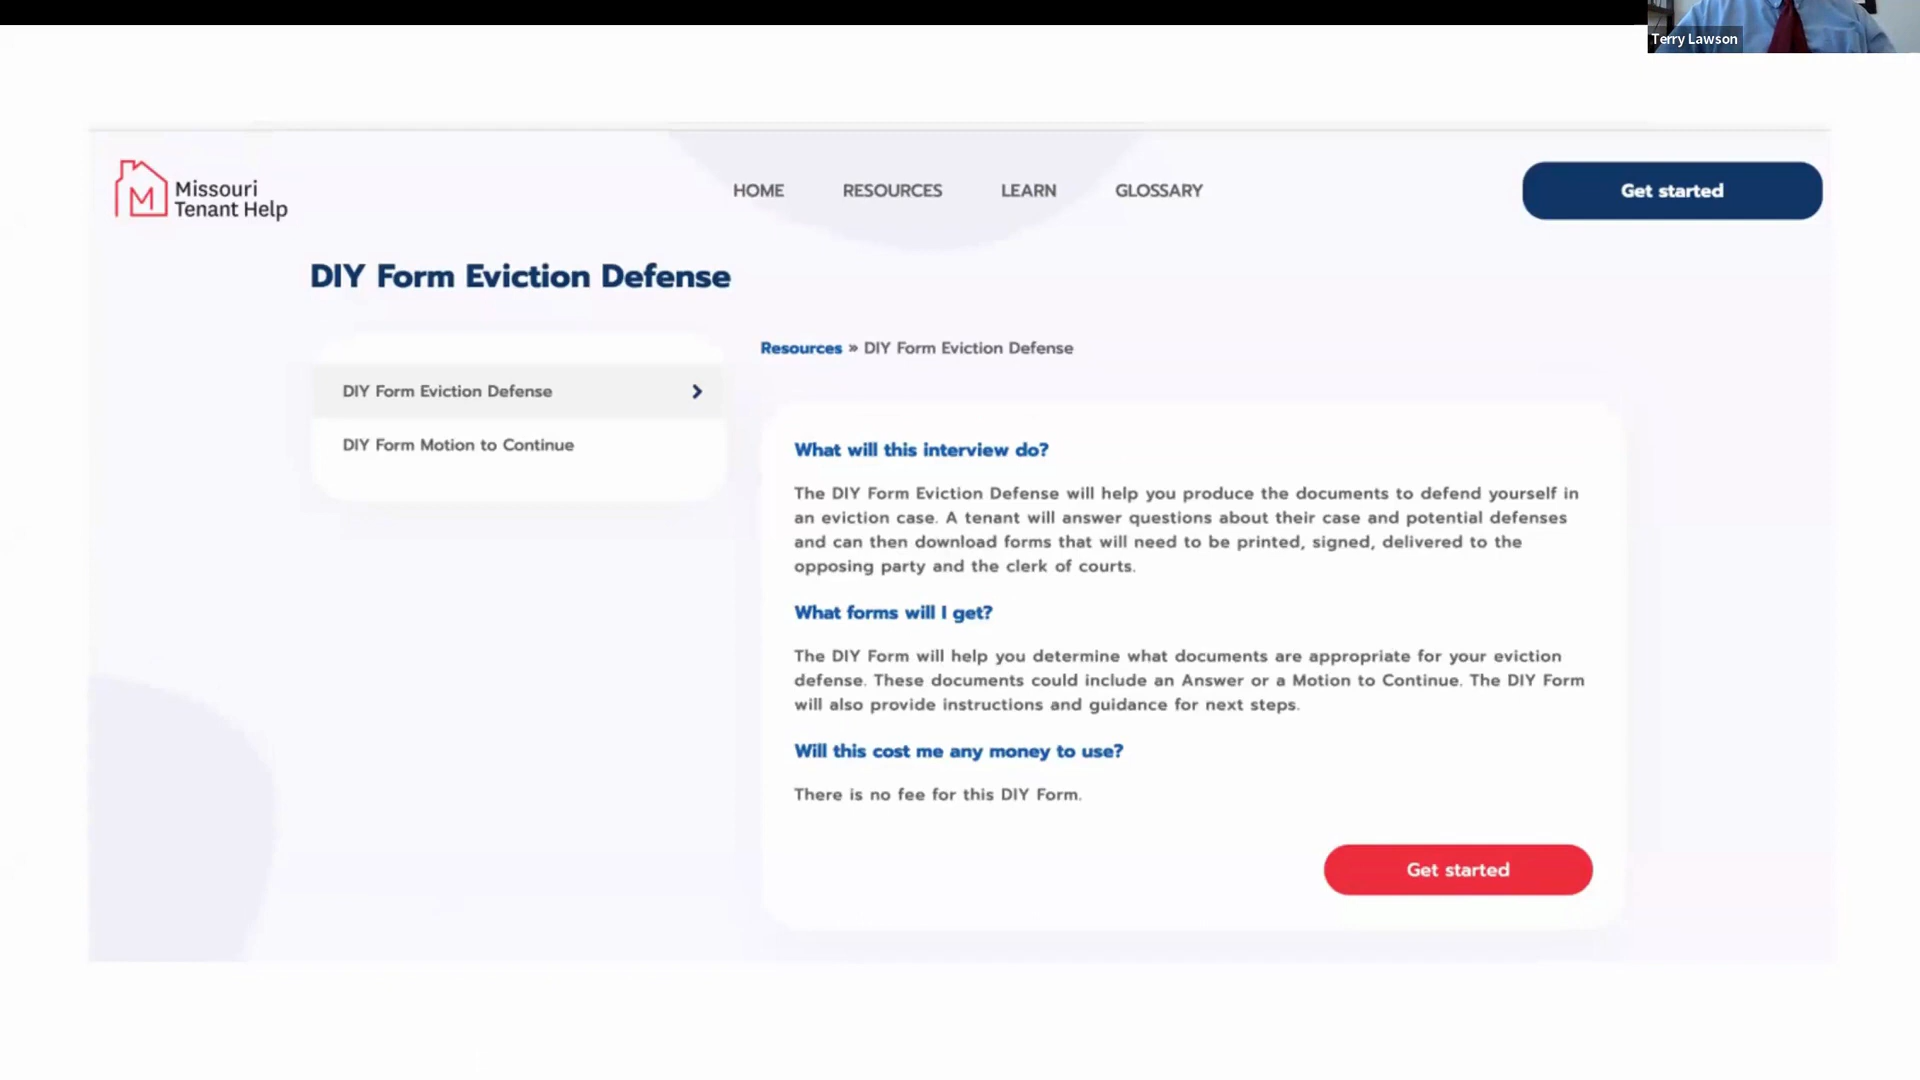 Terry Lawson
Missouri
Tenant Help
HOME
RESOURCES
LEARN
GLOSSARY
Get started
DIY Form Eviction Defense
DIY Form Eviction Defense
DIY Form Motion to Continue
Resources » DIY Form Eviction Defense
What will this interview do?
The DIY Form Eviction Defense will help you produce the documents to defend yourself in
an eviction case. A tenant will answer questions about their case and potential defenses
and can then download forms that will need to be printed, signed, delivered to the
opposing party and the clerk of courts.
What forms will I get?
The DIY Form will help you determine what documents are appropriate for your eviction
defense. These documents could include an Answer or a Motion to Continue. The DIY Form
will also provide instructions and guidance for next steps.
Will this cost me any money to use?
There is no fee for this DIY Form.
Get started